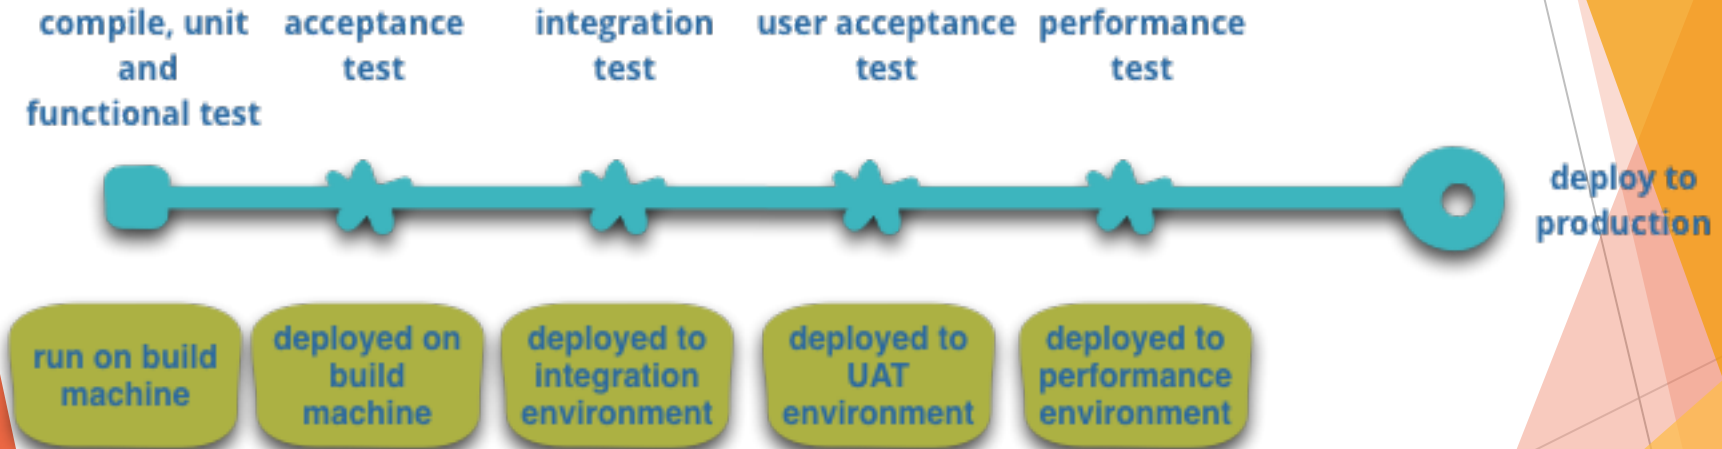 compile, unit
and
functional test
acceptance
test
integration
test
user acceptance
test
performance
test
deploy to
production
run on build
machine
deployed on
build
machine
deployed to
integration
environment
deployed to
UAT
environment
deployed to
performance
environment